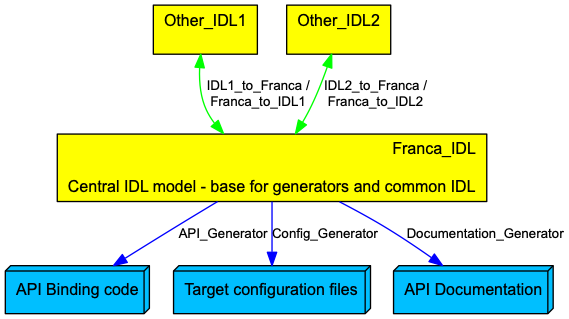 Other_IDL1
Other_IDL2
IDL1_to_Franca /
Franca_to_IDL1
IDL2_to_Franca /
Franca_to_IDL2
Franca_IDL
Central IDL model - base for generators and common IDL
API_Generator
Config_Generator
Documentation_Generator
API Binding code
Target configuration files
API Documentation